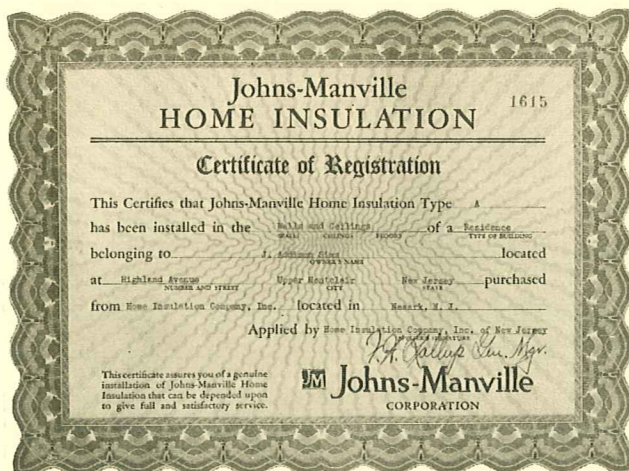 Johns-Manville
1615
HOME INSULATION
Certificate of Registration
This Certifies that Johns-Manville Home Insulation Type A
has been installed in the Walls and Ceilings of a Residence
WALLS CEILINGS FLOORS TYPE OF BUILDING
belonging to J. located
OWNER'S NAME
at Highland Avenue Upper Montclair New Jersey purchased
NUMBER AND STREET CITY STATE
from Home Insulation Company, Inc. located in Newark, N. J.
Applied by Home Insulation Company, Inc. of New Jersey
Gen. Mgr.
This certificate assures you of a genuine
installation of Johns-Manville Home
Insulation that can be depended upon
to give full and satisfactory service.
JM Johns-Manville
CORPORATION